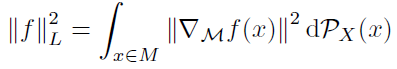 ‖f‖²_L = ∫_{x∈M} ‖∇_ℳ f(x)‖² d𝒫_X(x)